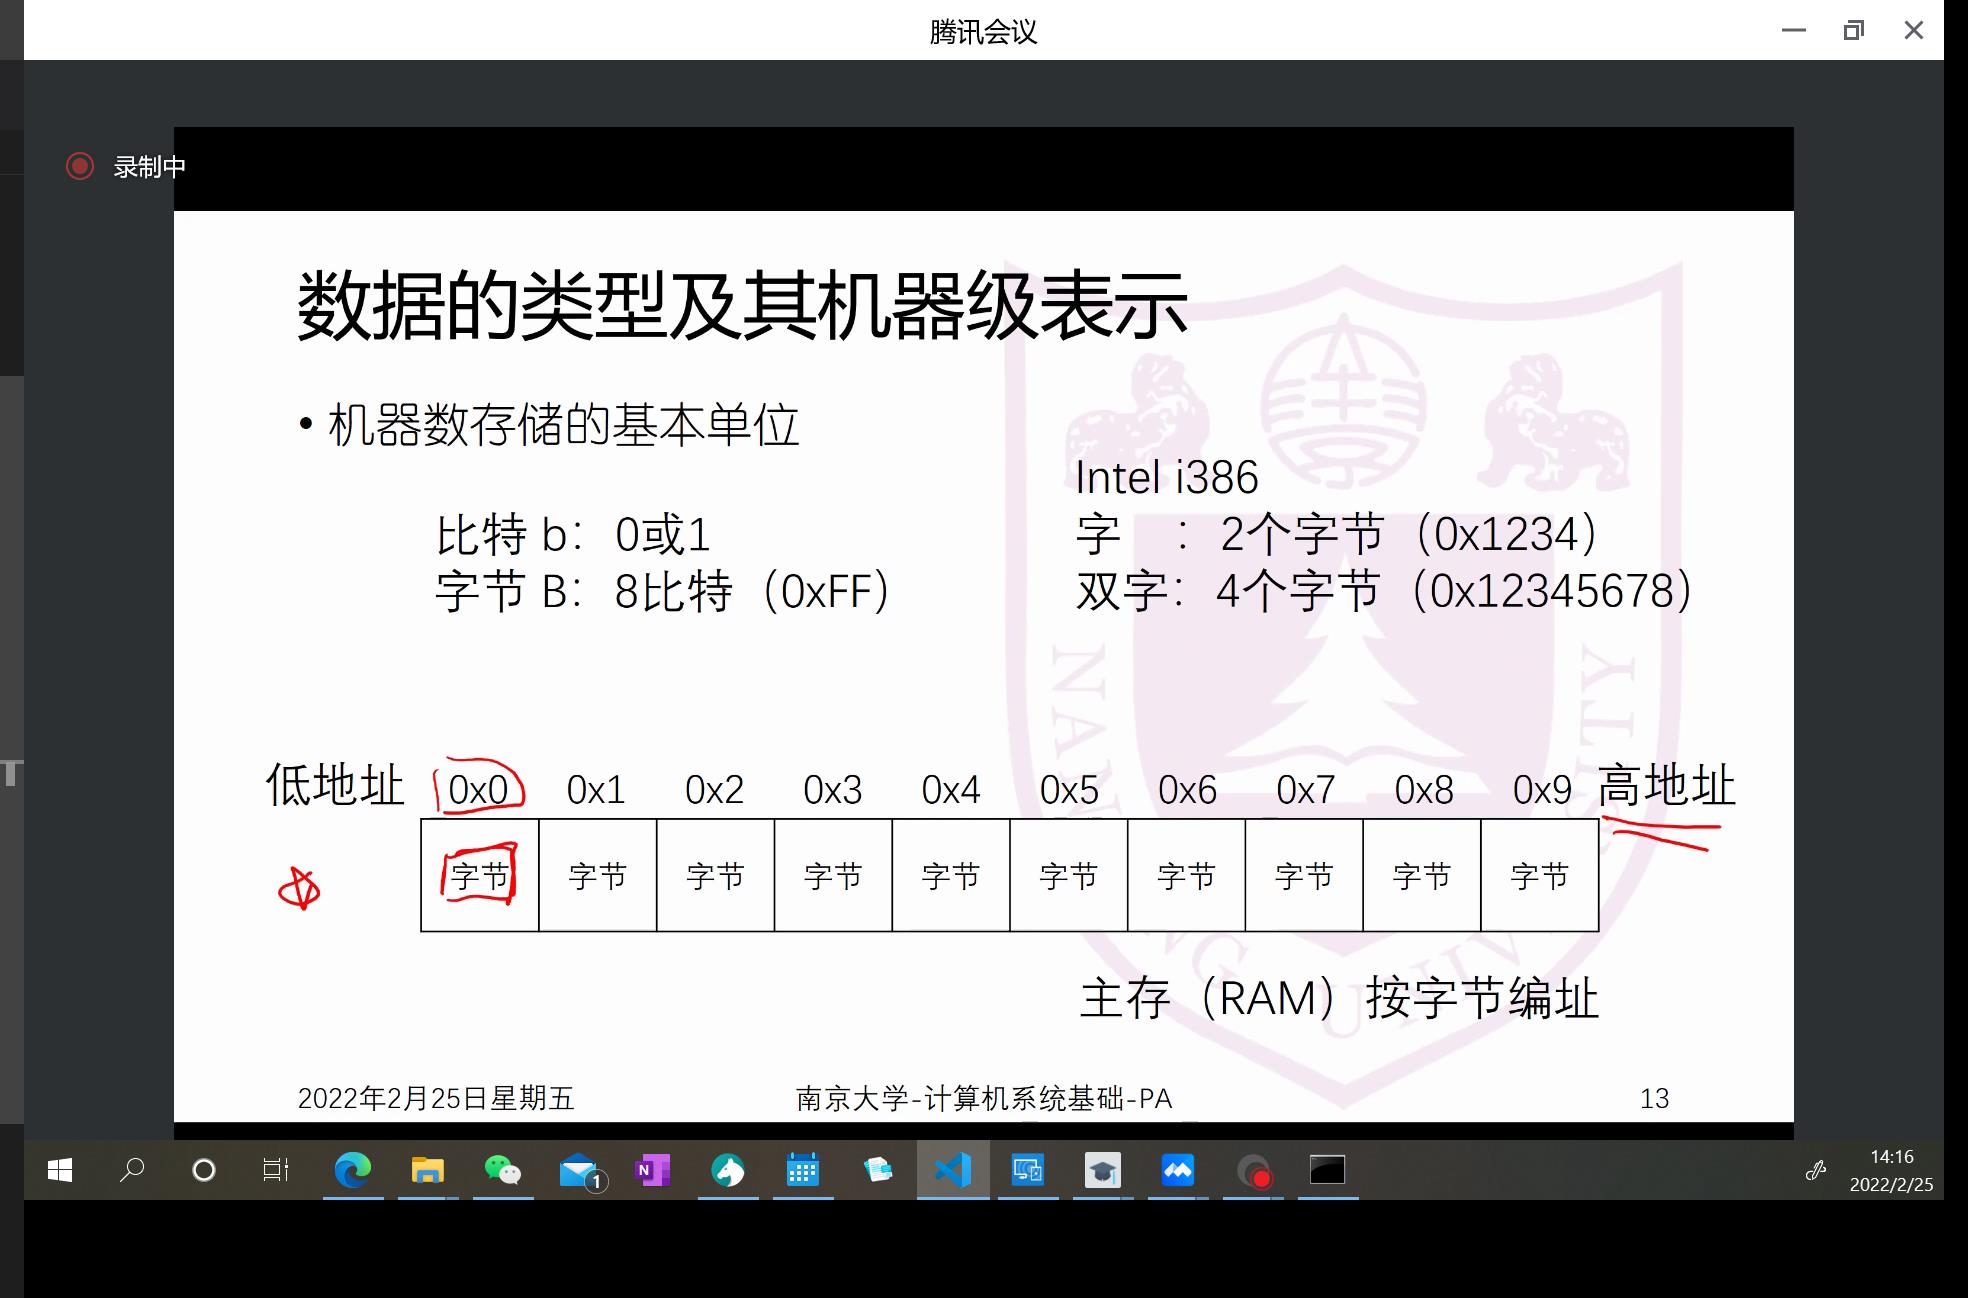 腾讯会议
录制中
数据的类型及其机器级表示
• 机器数存储的基本单位
Intel i386
比特 b：0或1
字　：2个字节（0x1234）
字节 B：8比特（0xFF）
双字：4个字节（0x12345678）
低地址 0x0 0x1 0x2 0x3 0x4 0x5 0x6 0x7 0x8 0x9 高地址
字节 字节 字节 字节 字节 字节 字节 字节 字节 字节
主存（RAM）按字节编址
2022年2月25日星期五 南京大学-计算机系统基础-PA 13
N
1
14:16
2022/2/25